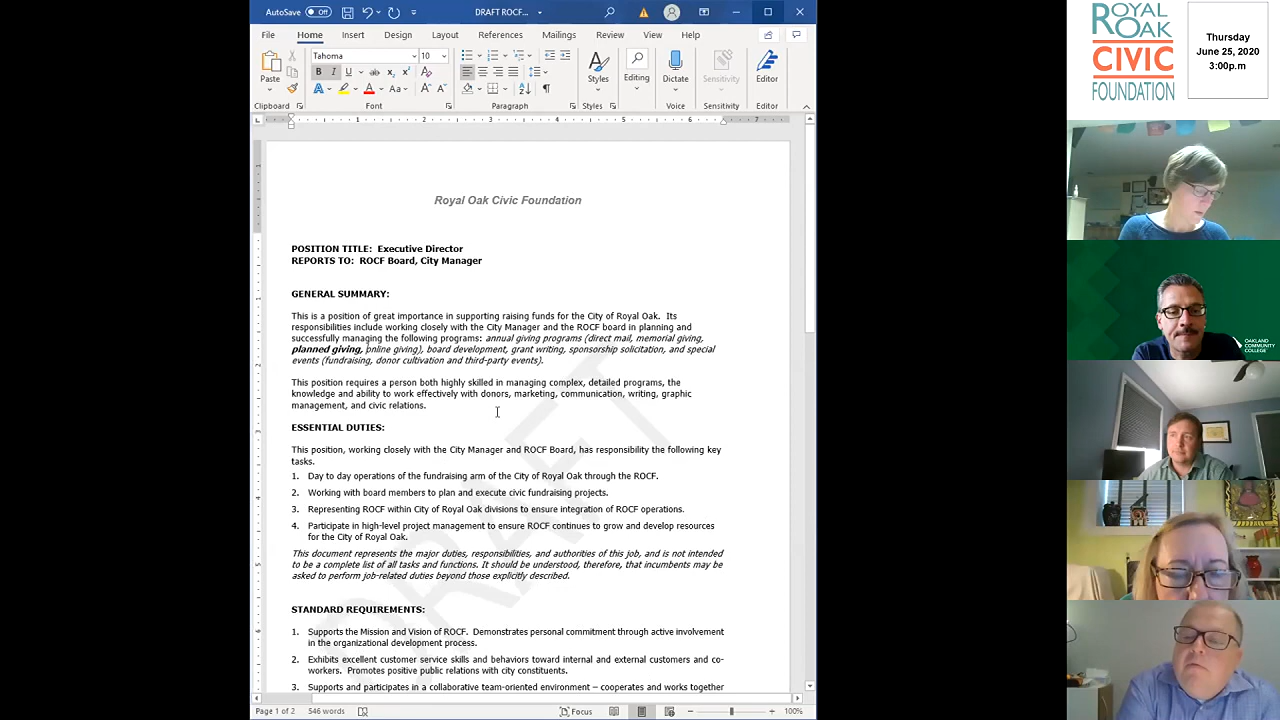 AutoSave Off DRAFT ROCF...
File Home Insert Design Layout References Mailings Review View Help
Tahoma 10
Paste Styles Editing Dictate Sensitivity Editor
Clipboard Font Paragraph Styles Voice Sensitivity Editor
Royal Oak Civic Foundation
POSITION TITLE: Executive Director
REPORTS TO: ROCF Board, City Manager
GENERAL SUMMARY:
This is a position of great importance in supporting raising funds for the City of Royal Oak. Its
responsibilities include working closely with the City Manager and the ROCF board in planning and
successfully managing the following programs: annual giving programs (direct mail, memorial giving,
planned giving, online giving), board development, grant writing, sponsorship solicitation, and special
events (fundraising, donor cultivation and third-party events).
This position requires a person both highly skilled in managing complex, detailed programs, the
knowledge and ability to work effectively with donors, marketing, communication, writing, graphic
management, and civic relations.
ESSENTIAL DUTIES:
This position, working closely with the City Manager and ROCF Board, has responsibility the following key
tasks.
1. Day to day operations of the fundraising arm of the City of Royal Oak through the ROCF.
2. Working with board members to plan and execute civic fundraising projects.
3. Representing ROCF within City of Royal Oak divisions to ensure integration of ROCF operations.
4. Participate in high-level project management to ensure ROCF continues to grow and develop resources
for the City of Royal Oak.
This document represents the major duties, responsibilities, and authorities of this job, and is not intended
to be a complete list of all tasks and functions. It should be understood, therefore, that incumbents may be
asked to perform job-related duties beyond those explicitly described.
STANDARD REQUIREMENTS:
1. Supports the Mission and Vision of ROCF. Demonstrates personal commitment through active involvement
in the organizational development process.
2. Exhibits excellent customer service skills and behaviors toward internal and external customers and co-
workers. Promotes positive public relations with city constituents.
3. Supports and participates in a collaborative team-oriented environment – cooperates and works together
DRAFT
Page 1 of 2 546 words Focus 100%
ROYAL
OAK
CIVIC
FOUNDATION
Thursday
June 25, 2020
3:00p.m
OAKLAND
COMMUNITY
COLLEGE